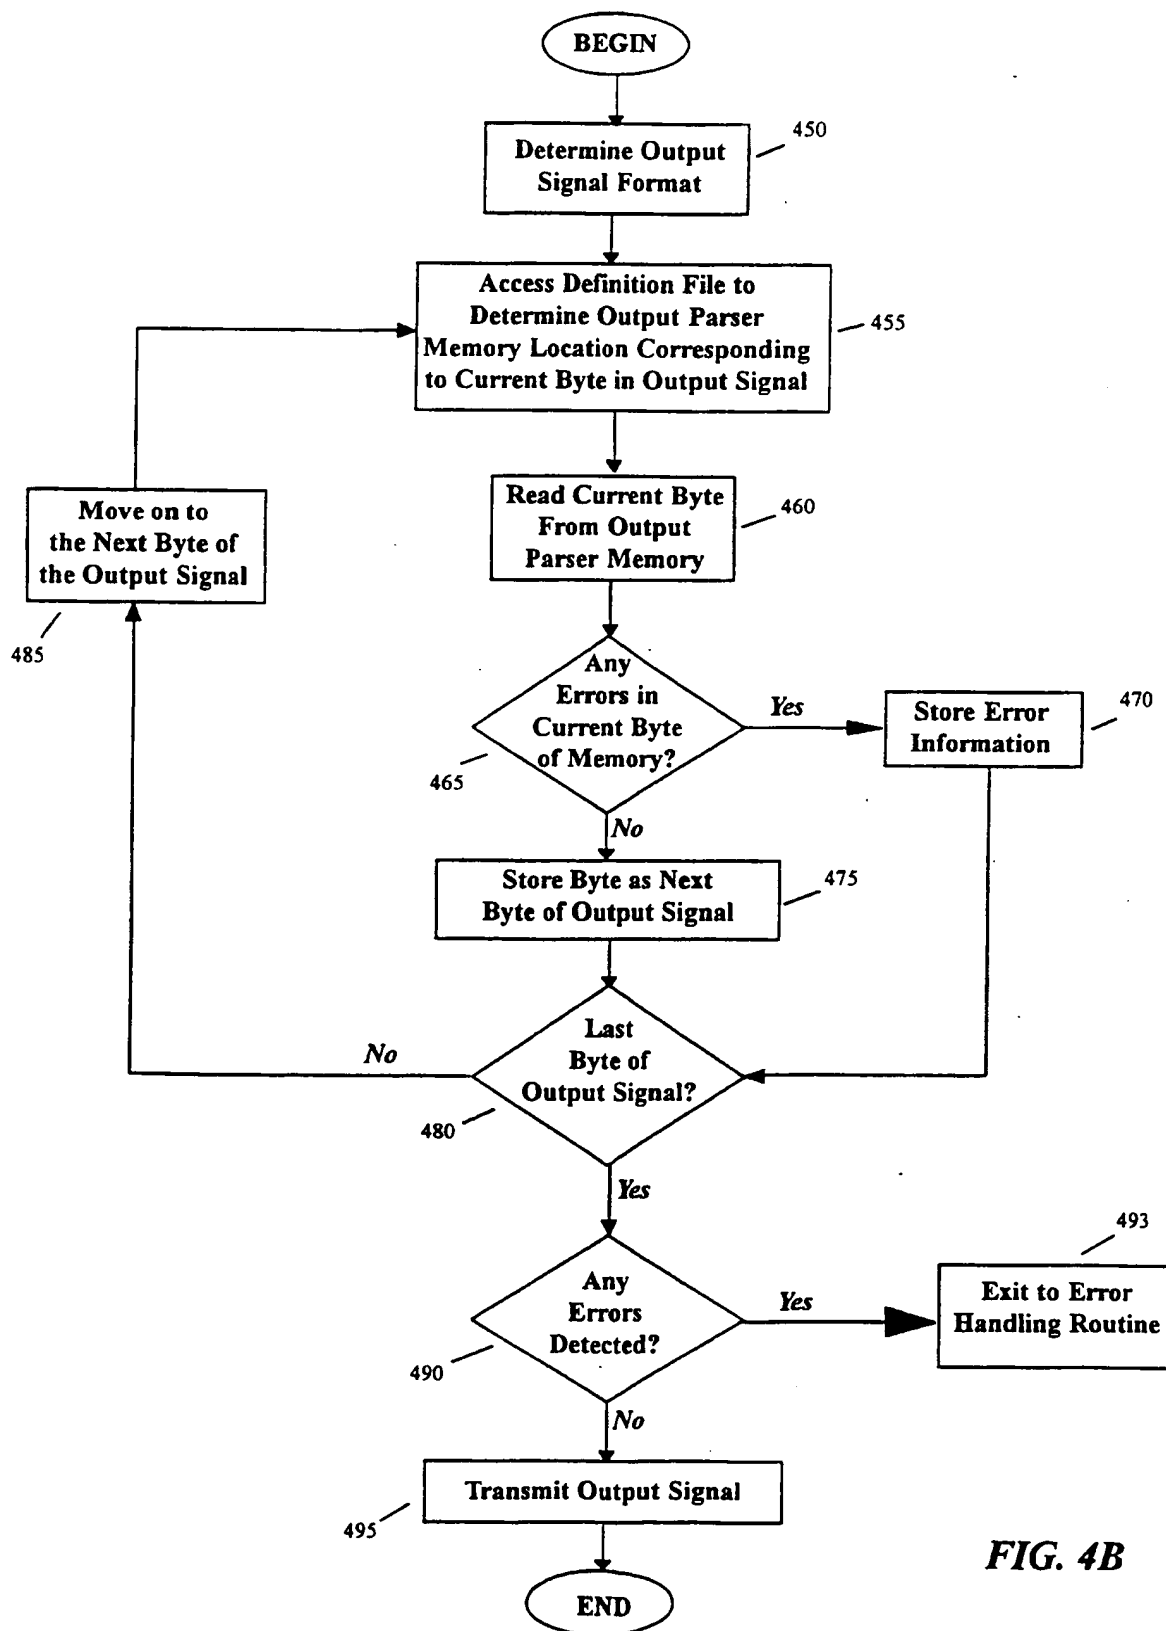 BEGIN
Determine Output
Signal Format
450
Access Definition File to
Determine Output Parser
Memory Location Corresponding
to Current Byte in Output Signal
455
Read Current Byte
From Output
Parser Memory
460
Move on to
the Next Byte of
the Output Signal
485
Any
Errors in
Current Byte
of Memory?
465
Yes
Store Error
Information
470
No
Store Byte as Next
Byte of Output Signal
475
Last
Byte of
Output Signal?
480
No
Yes
Any
Errors
Detected?
490
Yes
Exit to Error
Handling Routine
493
No
Transmit Output Signal
495
END
FIG. 4B